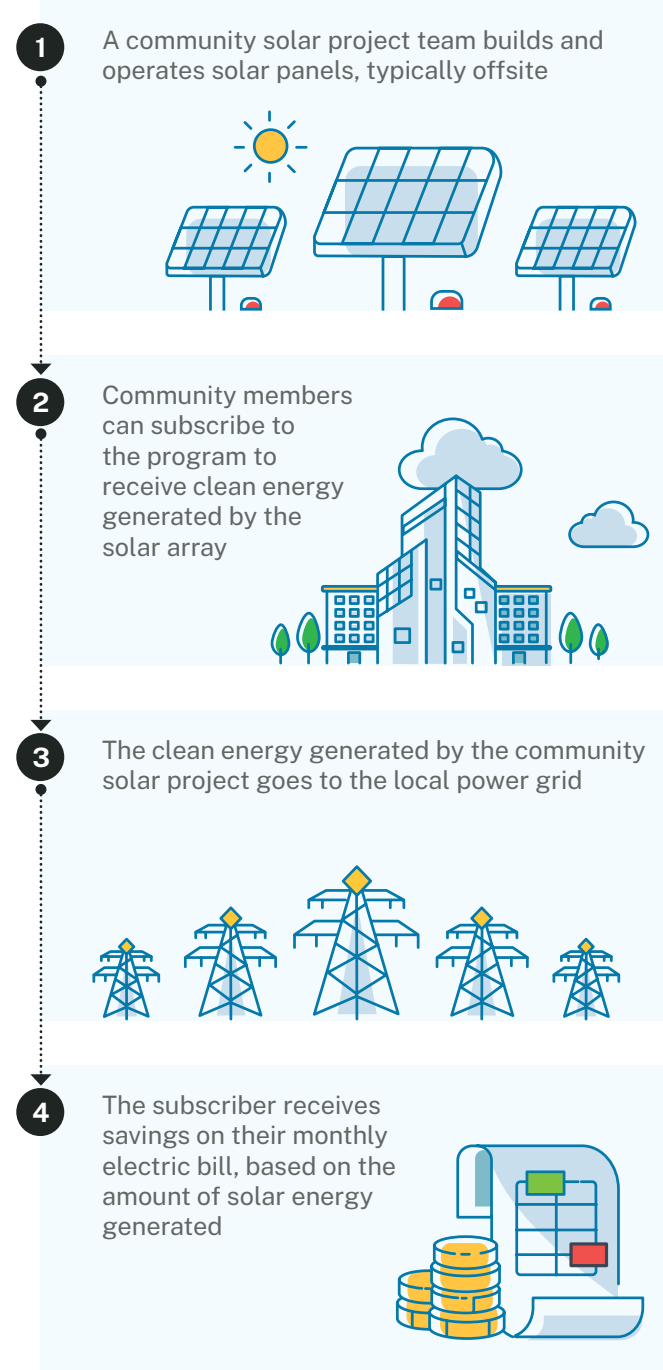 1
A community solar project team builds and
operates solar panels, typically offsite
2
Community members
can subscribe to
the program to
receive clean energy
generated by the
solar array
3
The clean energy generated by the community
solar project goes to the local power grid
4
The subscriber receives
savings on their monthly
electric bill, based on the
amount of solar energy
generated